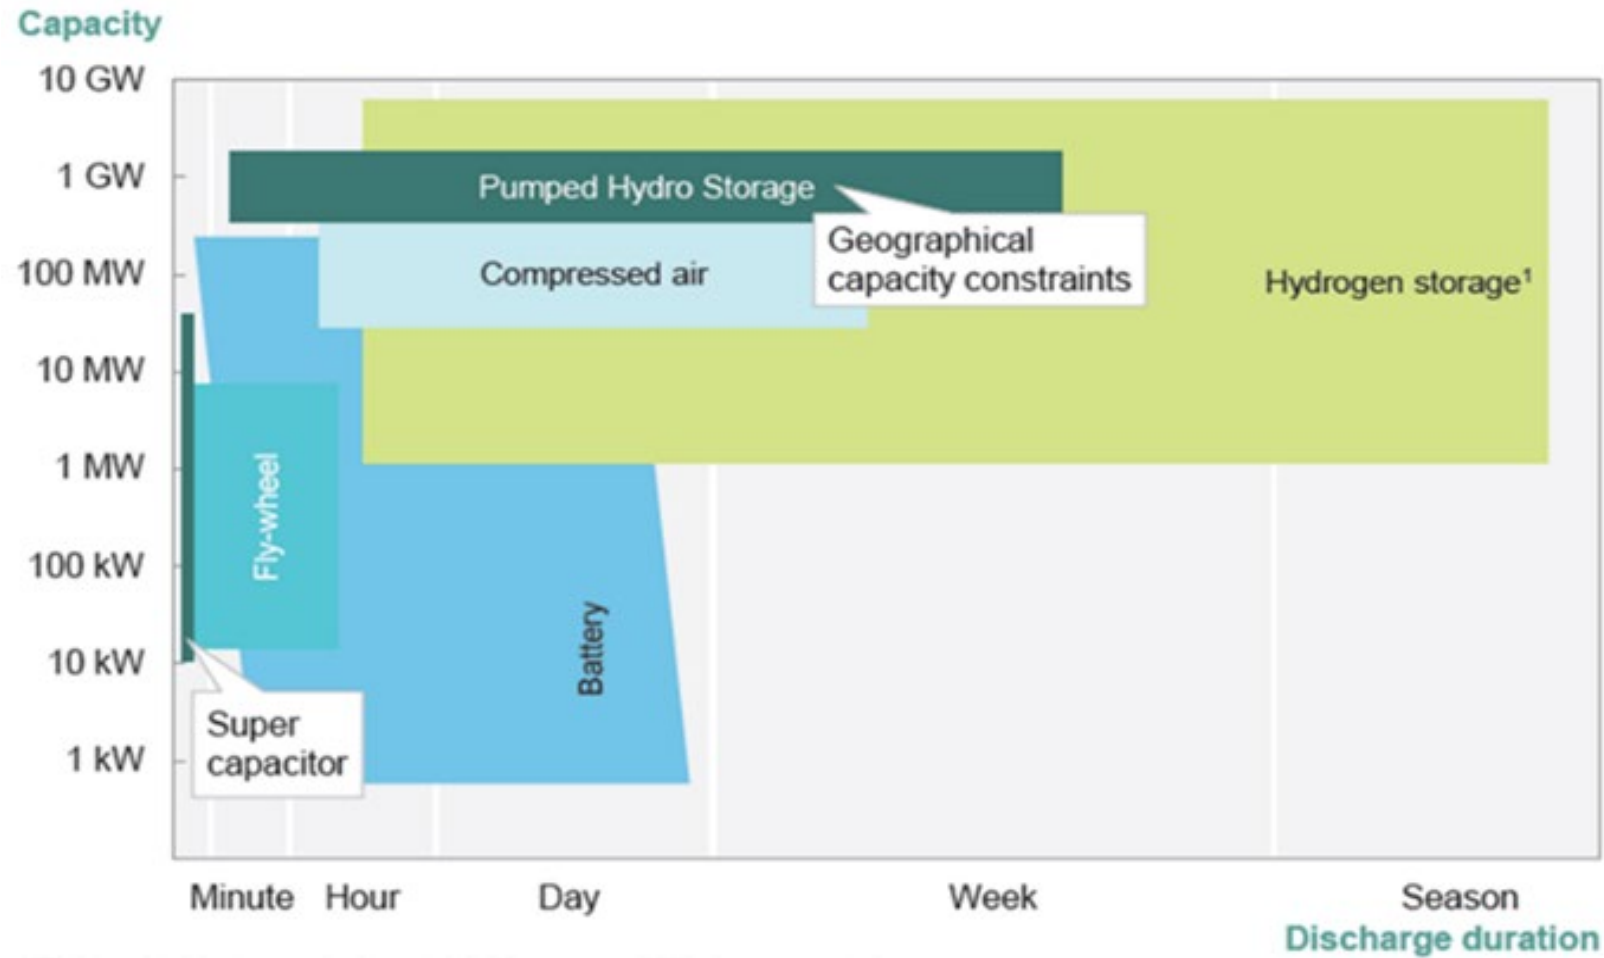 Capacity
10 GW
1 GW
100 MW
10 MW
1 MW
100 kW
10 kW
1 kW
Pumped Hydro Storage
Geographical
capacity constraints
Compressed air
Hydrogen storage¹
Fly-wheel
Battery
Super
capacitor
Minute
Hour
Day
Week
Season
Discharge duration